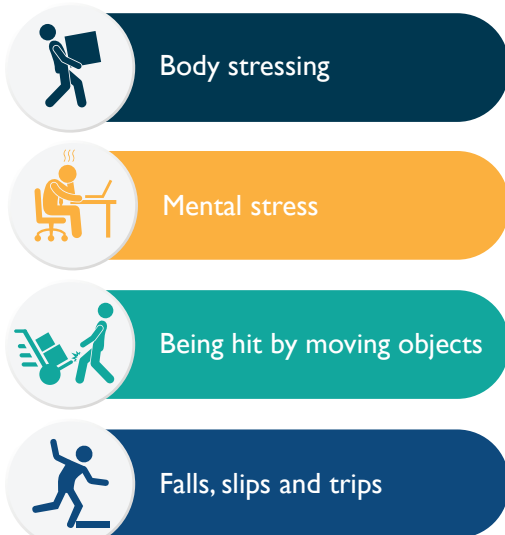 Body stressing
Mental stress
Being hit by moving objects
Falls, slips and trips